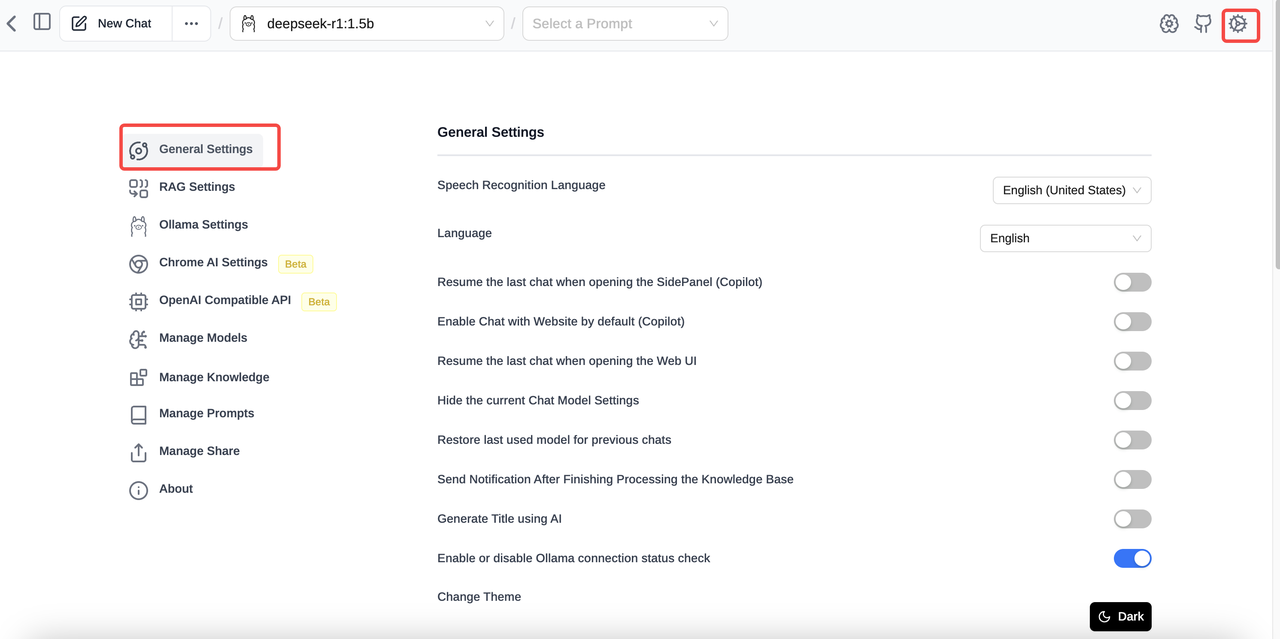 New Chat
deepseek-r1:1.5b
Select a Prompt
General Settings
RAG Settings
Ollama Settings
Chrome AI Settings Beta
OpenAI Compatible API Beta
Manage Models
Manage Knowledge
Manage Prompts
Manage Share
About
General Settings
Speech Recognition Language English (United States)
Language English
Resume the last chat when opening the SidePanel (Copilot)
Enable Chat with Website by default (Copilot)
Resume the last chat when opening the Web UI
Hide the current Chat Model Settings
Restore last used model for previous chats
Send Notification After Finishing Processing the Knowledge Base
Generate Title using AI
Enable or disable Ollama connection status check
Change Theme
Dark